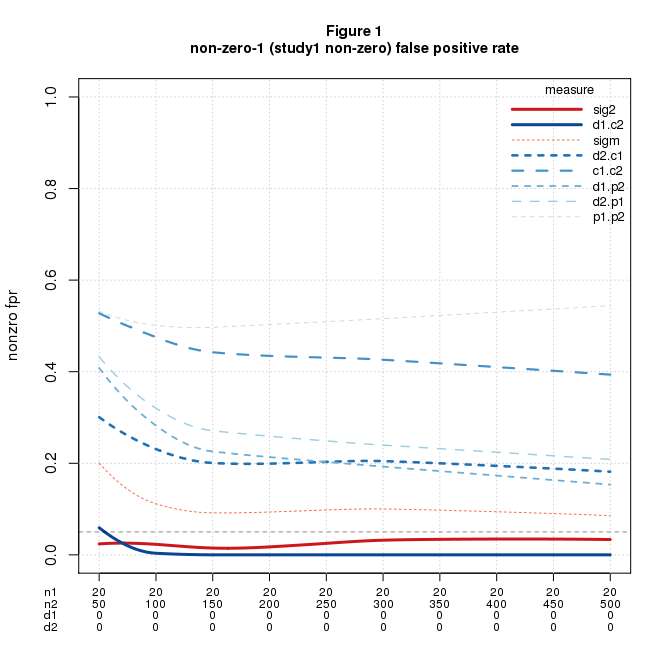 Figure 1
non-zero-1 (study1 non-zero) false positive rate
measure
sig2
d1.c2
sigm
d2.c1
c1.c2
d1.p2
d2.p1
p1.p2
nonzro fpr
1.0
0.8
0.6
0.4
0.2
0.0
n1 20 20 20 20 20 20 20 20 20 20
n2 50 100 150 200 250 300 350 400 450 500
d1 0 0 0 0 0 0 0 0 0 0
d2 0 0 0 0 0 0 0 0 0 0